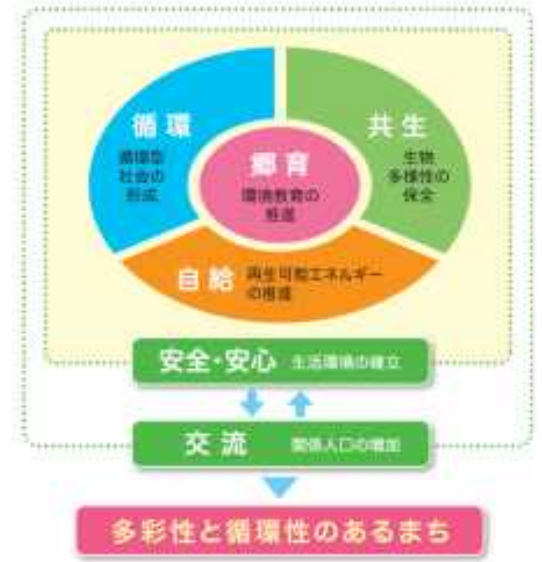 循環
循環型
社会の
形成
共生
生物
多様性の
保全
郷育
環境教育の
推進
自給
再生可能エネルギー
の推進
安全・安心 生活環境の確立
交流 関係人口の増加
多彩性と循環性のあるまち